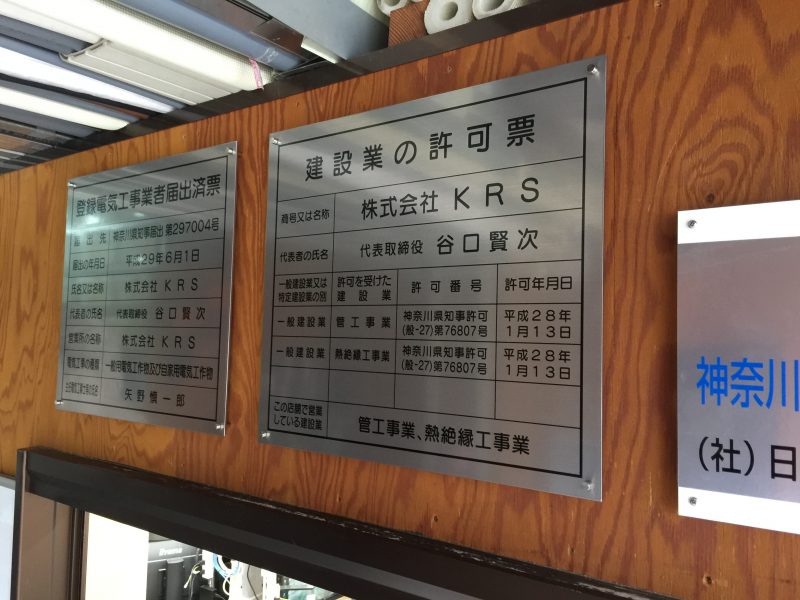 登録電気工事業者届出済票
届出先 神奈川県知事届出 第297004号
届出の年月日 平成29年6月1日
氏名又は名称 株式会社 KRS
代表者の氏名 代表取締役 谷口賢次
営業所の名称 株式会社 KRS
電気工事の種類 一般用電気工作物及び自家用電気工作物
主任電気工事士等の氏名 矢野慎一郎
建設業の許可票
商号又は名称 株式会社 KRS
代表者の氏名 代表取締役 谷口賢次
一般建設業又は特定建設業の別 許可を受けた建設業 許可番号 許可年月日
一般建設業 管工事業 神奈川県知事許可(般-27)第76807号 平成28年1月13日
一般建設業 熱絶縁工事業 神奈川県知事許可(般-27)第76807号 平成28年1月13日
この店舗で営業している建設業 管工事業、熱絶縁工事業
神奈川
(社)日